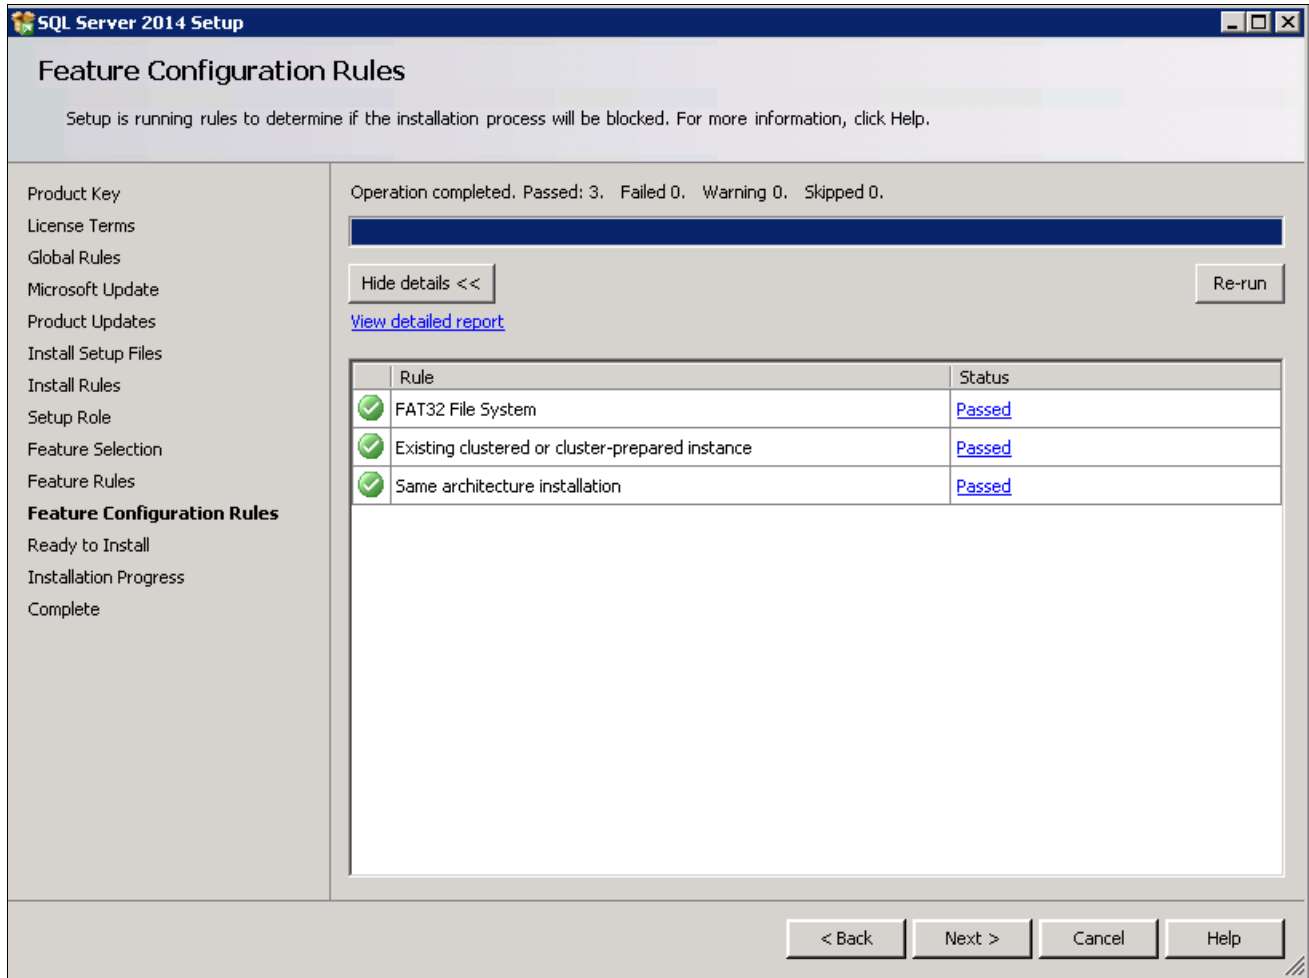 SQL Server 2014 Setup
Feature Configuration Rules
Setup is running rules to determine if the installation process will be blocked. For more information, click Help.
Product Key
License Terms
Global Rules
Microsoft Update
Product Updates
Install Setup Files
Install Rules
Setup Role
Feature Selection
Feature Rules
Feature Configuration Rules
Ready to Install
Installation Progress
Complete
Operation completed. Passed: 3. Failed 0. Warning 0. Skipped 0.
Hide details << Re-run
View detailed report
Rule Status
FAT32 File System Passed
Existing clustered or cluster-prepared instance Passed
Same architecture installation Passed
< Back Next > Cancel Help